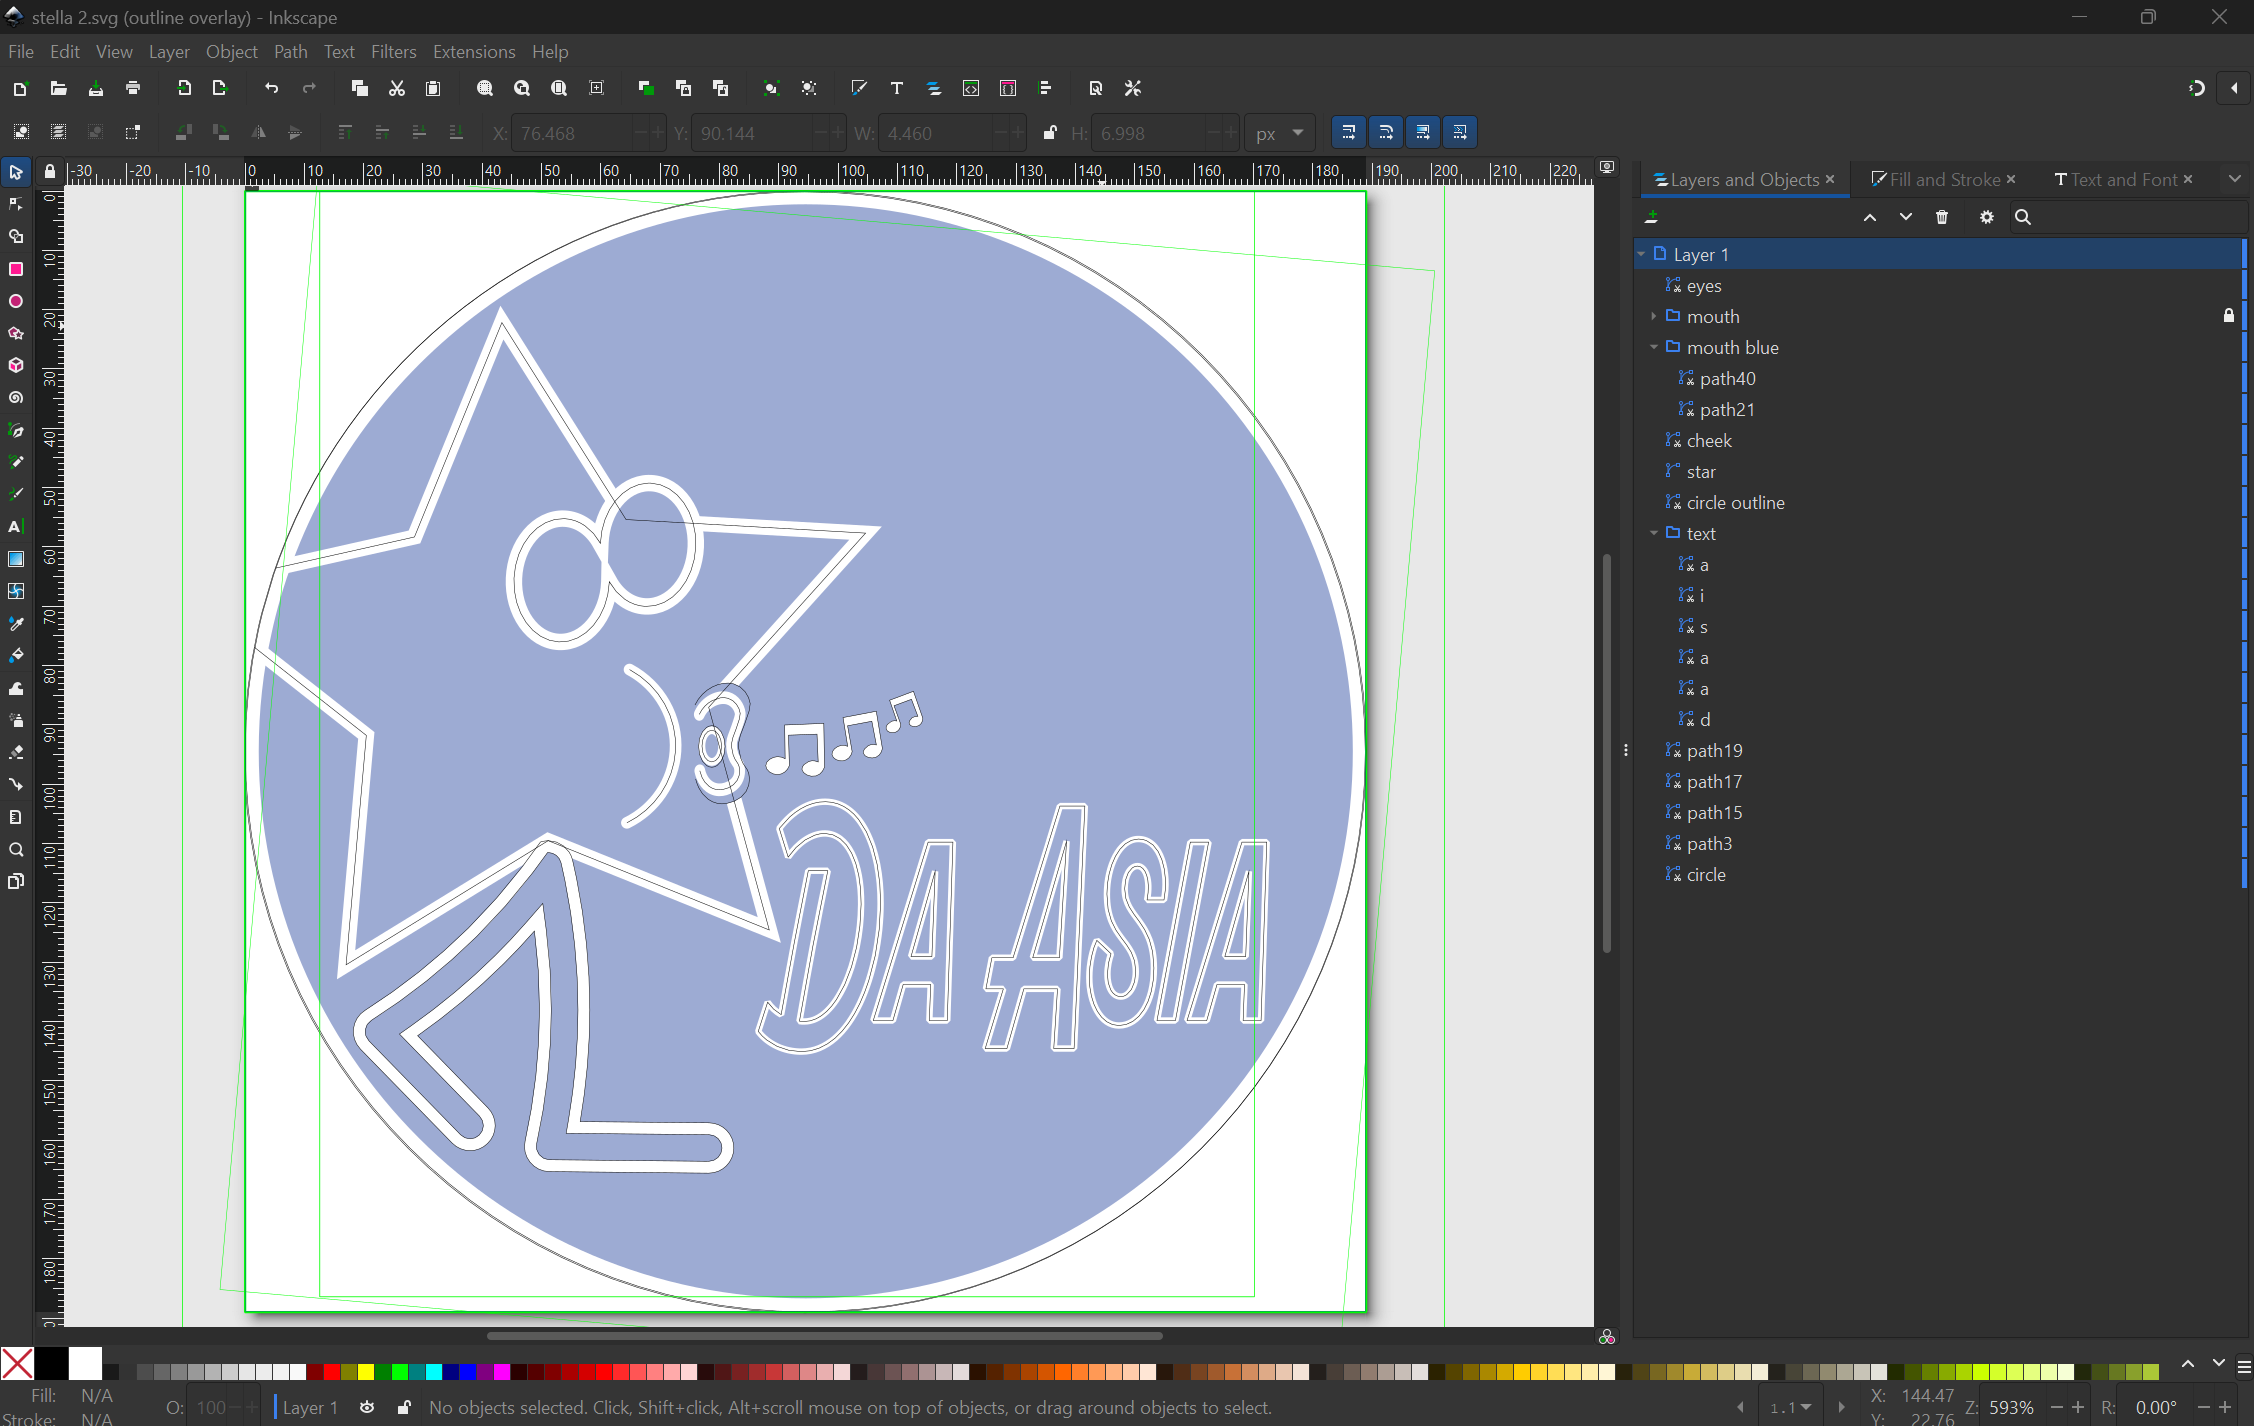 stella 2.svg (outline overlay) - Inkscape
File Edit View Layer Object Path Text Filters Extensions Help
X: 76.468 Y: 90.144 W: 4.460 H: 6.998 px
-30 -20 -10 0 10 20 30 40 50 60 70 80 90 100 110 120 130 140 150 160 170 180 190 200 210 220
0 10 20 30 40 50 60 70 80 90 100 110 120 130 140 150 160 170 180
Layers and Objects Fill and Stroke Text and Font
Layer 1
eyes
mouth
mouth blue
path40
path21
cheek
star
circle outline
text
a
i
s
a
a
d
path19
path17
path15
path3
circle
DA ASIA
Fill: N/A
Stroke: N/A
O: 100 Layer 1 No objects selected. Click, Shift+click, Alt+scroll mouse on top of objects, or drag around objects to select. 1.1 X: 144.47 Y: 22.76 Z: 593% R: 0.00°